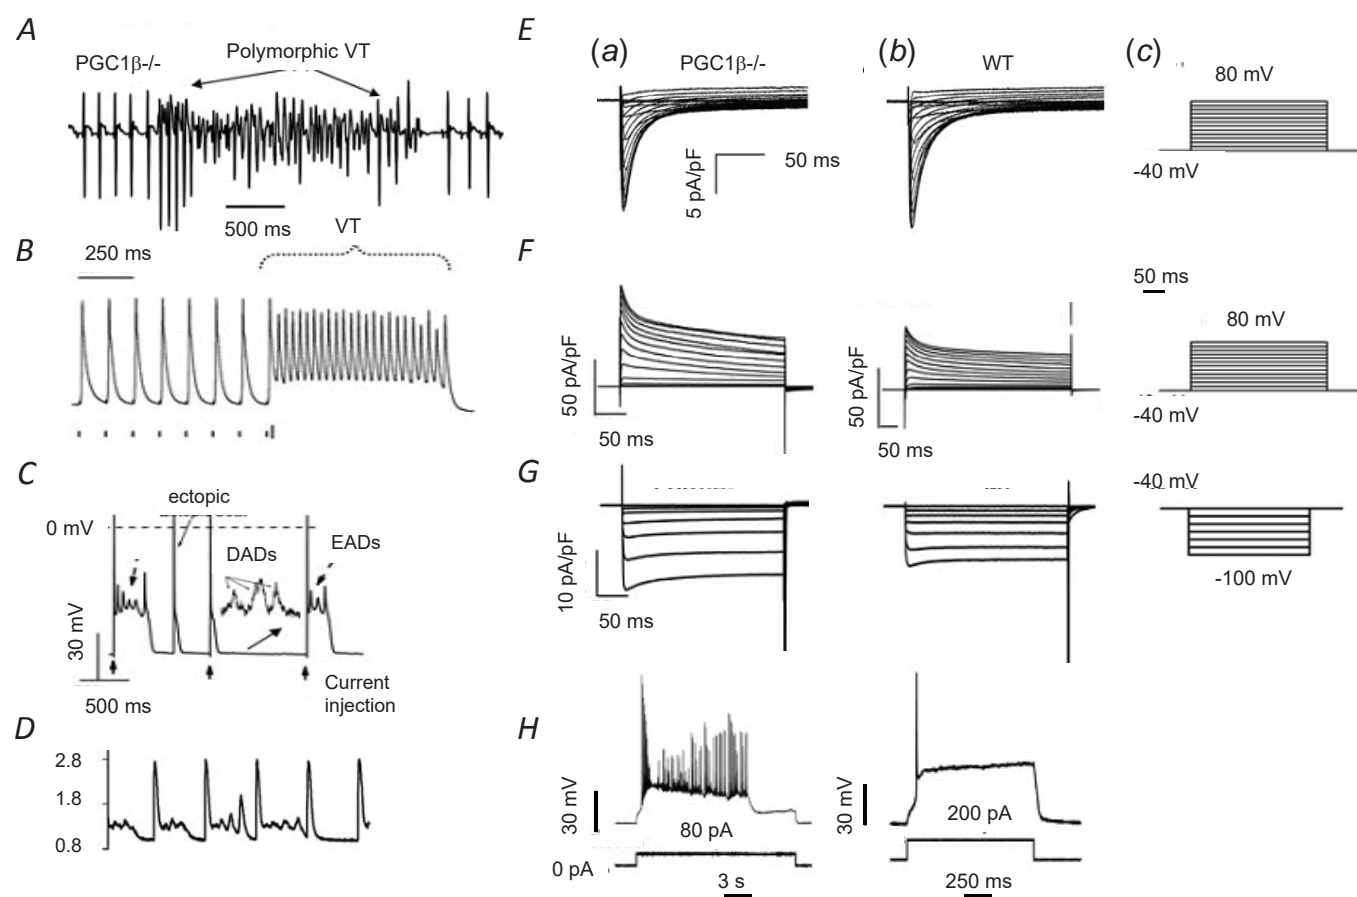 A
PGC1β-/-
Polymorphic VT
500 ms
B
250 ms
VT
C
ectopic
0 mV
DADs
EADs
30 mV
500 ms
Current
injection
D
2.8
1.8
0.8
E
(a)
PGC1β-/-
(b)
WT
(c)
80 mV
-40 mV
5 pA/pF
50 ms
F
50 pA/pF
50 ms
50 pA/pF
50 ms
50 ms
80 mV
-40 mV
G
10 pA/pF
50 ms
-40 mV
-100 mV
H
30 mV
80 pA
0 pA
3 s
30 mV
200 pA
250 ms